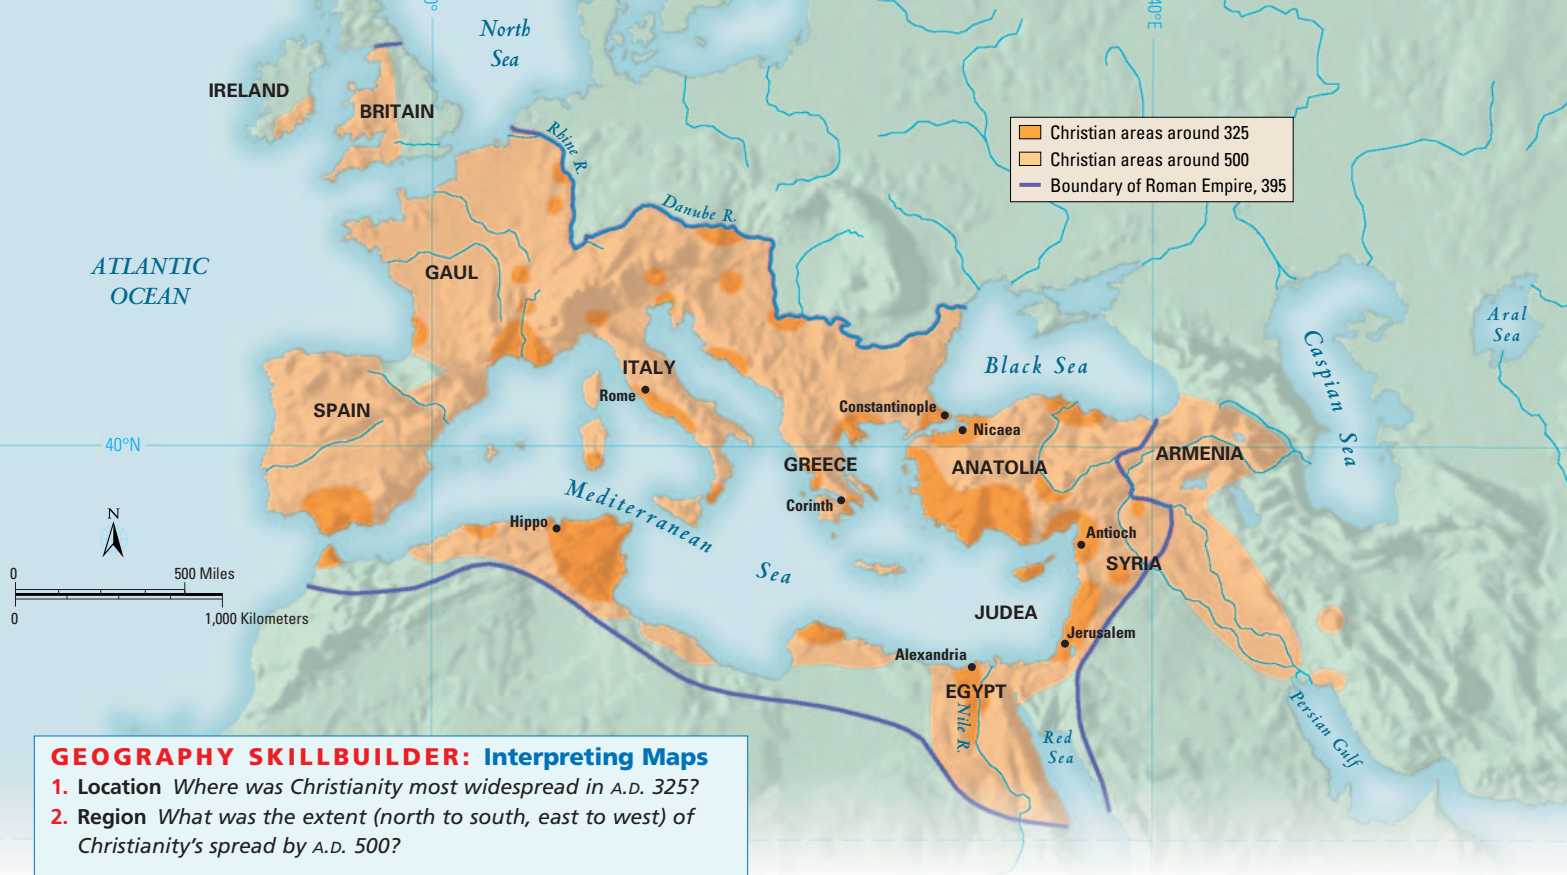 0°
40°E
North
Sea
IRELAND
BRITAIN
Rhine R.
Christian areas around 325
Christian areas around 500
Boundary of Roman Empire, 395
Danube R.
ATLANTIC
OCEAN
GAUL
Aral
Sea
Caspian Sea
Black Sea
ITALY
Rome
SPAIN
Constantinople
Nicaea
40°N
GREECE
ANATOLIA
ARMENIA
Corinth
Mediterranean
Sea
Hippo
Antioch
SYRIA
N
0
500 Miles
0
1,000 Kilometers
JUDEA
Jerusalem
Alexandria
EGYPT
Nile R.
Red
Sea
Persian Gulf
GEOGRAPHY SKILLBUILDER: Interpreting Maps
1. Location Where was Christianity most widespread in A.D. 325?
2. Region What was the extent (north to south, east to west) of
Christianity's spread by A.D. 500?